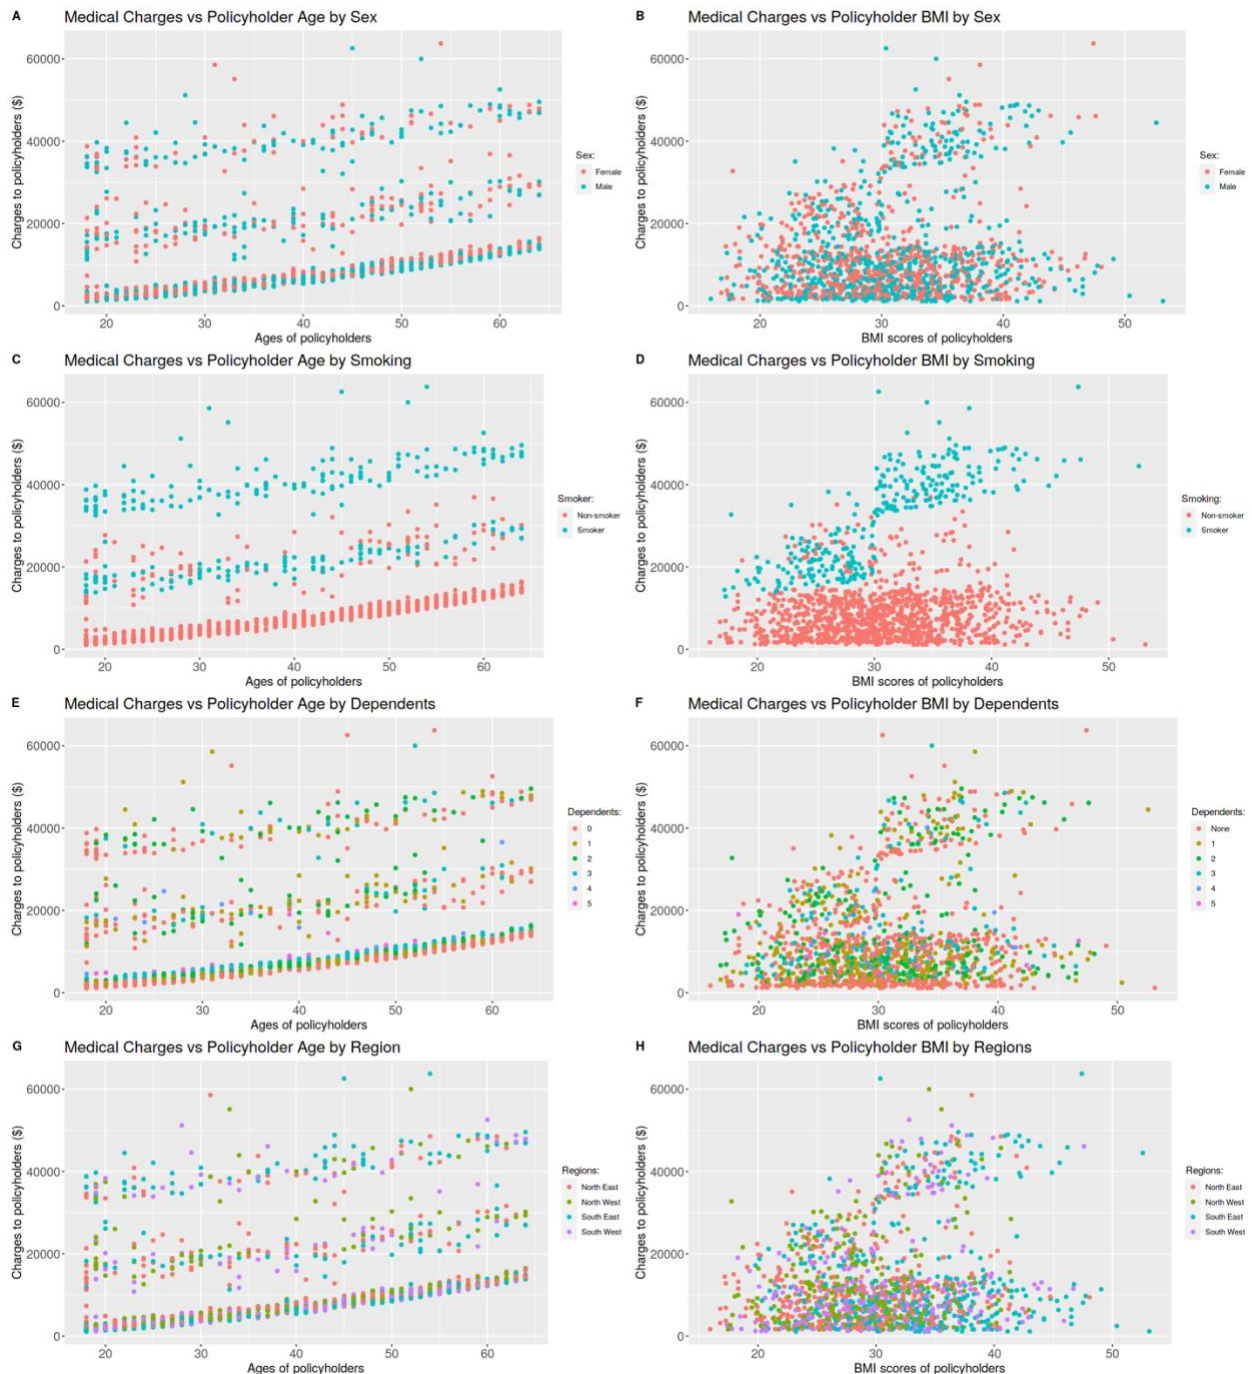 A
Medical Charges vs Policyholder Age by Sex
Charges to policyholders ($)
60000
40000
20000
0
20 30 40 50 60
Ages of policyholders
Sex:
Female
Male
B
Medical Charges vs Policyholder BMI by Sex
Charges to policyholders ($)
60000
40000
20000
0
20 30 40 50
BMI scores of policyholders
Sex:
Female
Male
C
Medical Charges vs Policyholder Age by Smoking
Charges to policyholders ($)
60000
40000
20000
0
20 30 40 50 60
Ages of policyholders
Smoker:
Non-smoker
Smoker
D
Medical Charges vs Policyholder BMI by Smoking
Charges to policyholders ($)
60000
40000
20000
0
20 30 40 50
BMI scores of policyholders
Smoking:
Non-smoker
Smoker
E
Medical Charges vs Policyholder Age by Dependents
Charges to policyholders ($)
60000
40000
20000
0
20 30 40 50 60
Ages of policyholders
Dependents:
0
1
2
3
4
5
F
Medical Charges vs Policyholder BMI by Dependents
Charges to policyholders ($)
60000
40000
20000
0
20 30 40 50
BMI scores of policyholders
Dependents:
None
1
2
3
4
5
G
Medical Charges vs Policyholder Age by Region
Charges to policyholders ($)
60000
40000
20000
0
20 30 40 50 60
Ages of policyholders
Regions:
North East
North West
South East
South West
H
Medical Charges vs Policyholder BMI by Regions
Charges to policyholders ($)
60000
40000
20000
0
20 30 40 50
BMI scores of policyholders
Regions:
North East
North West
South East
South West